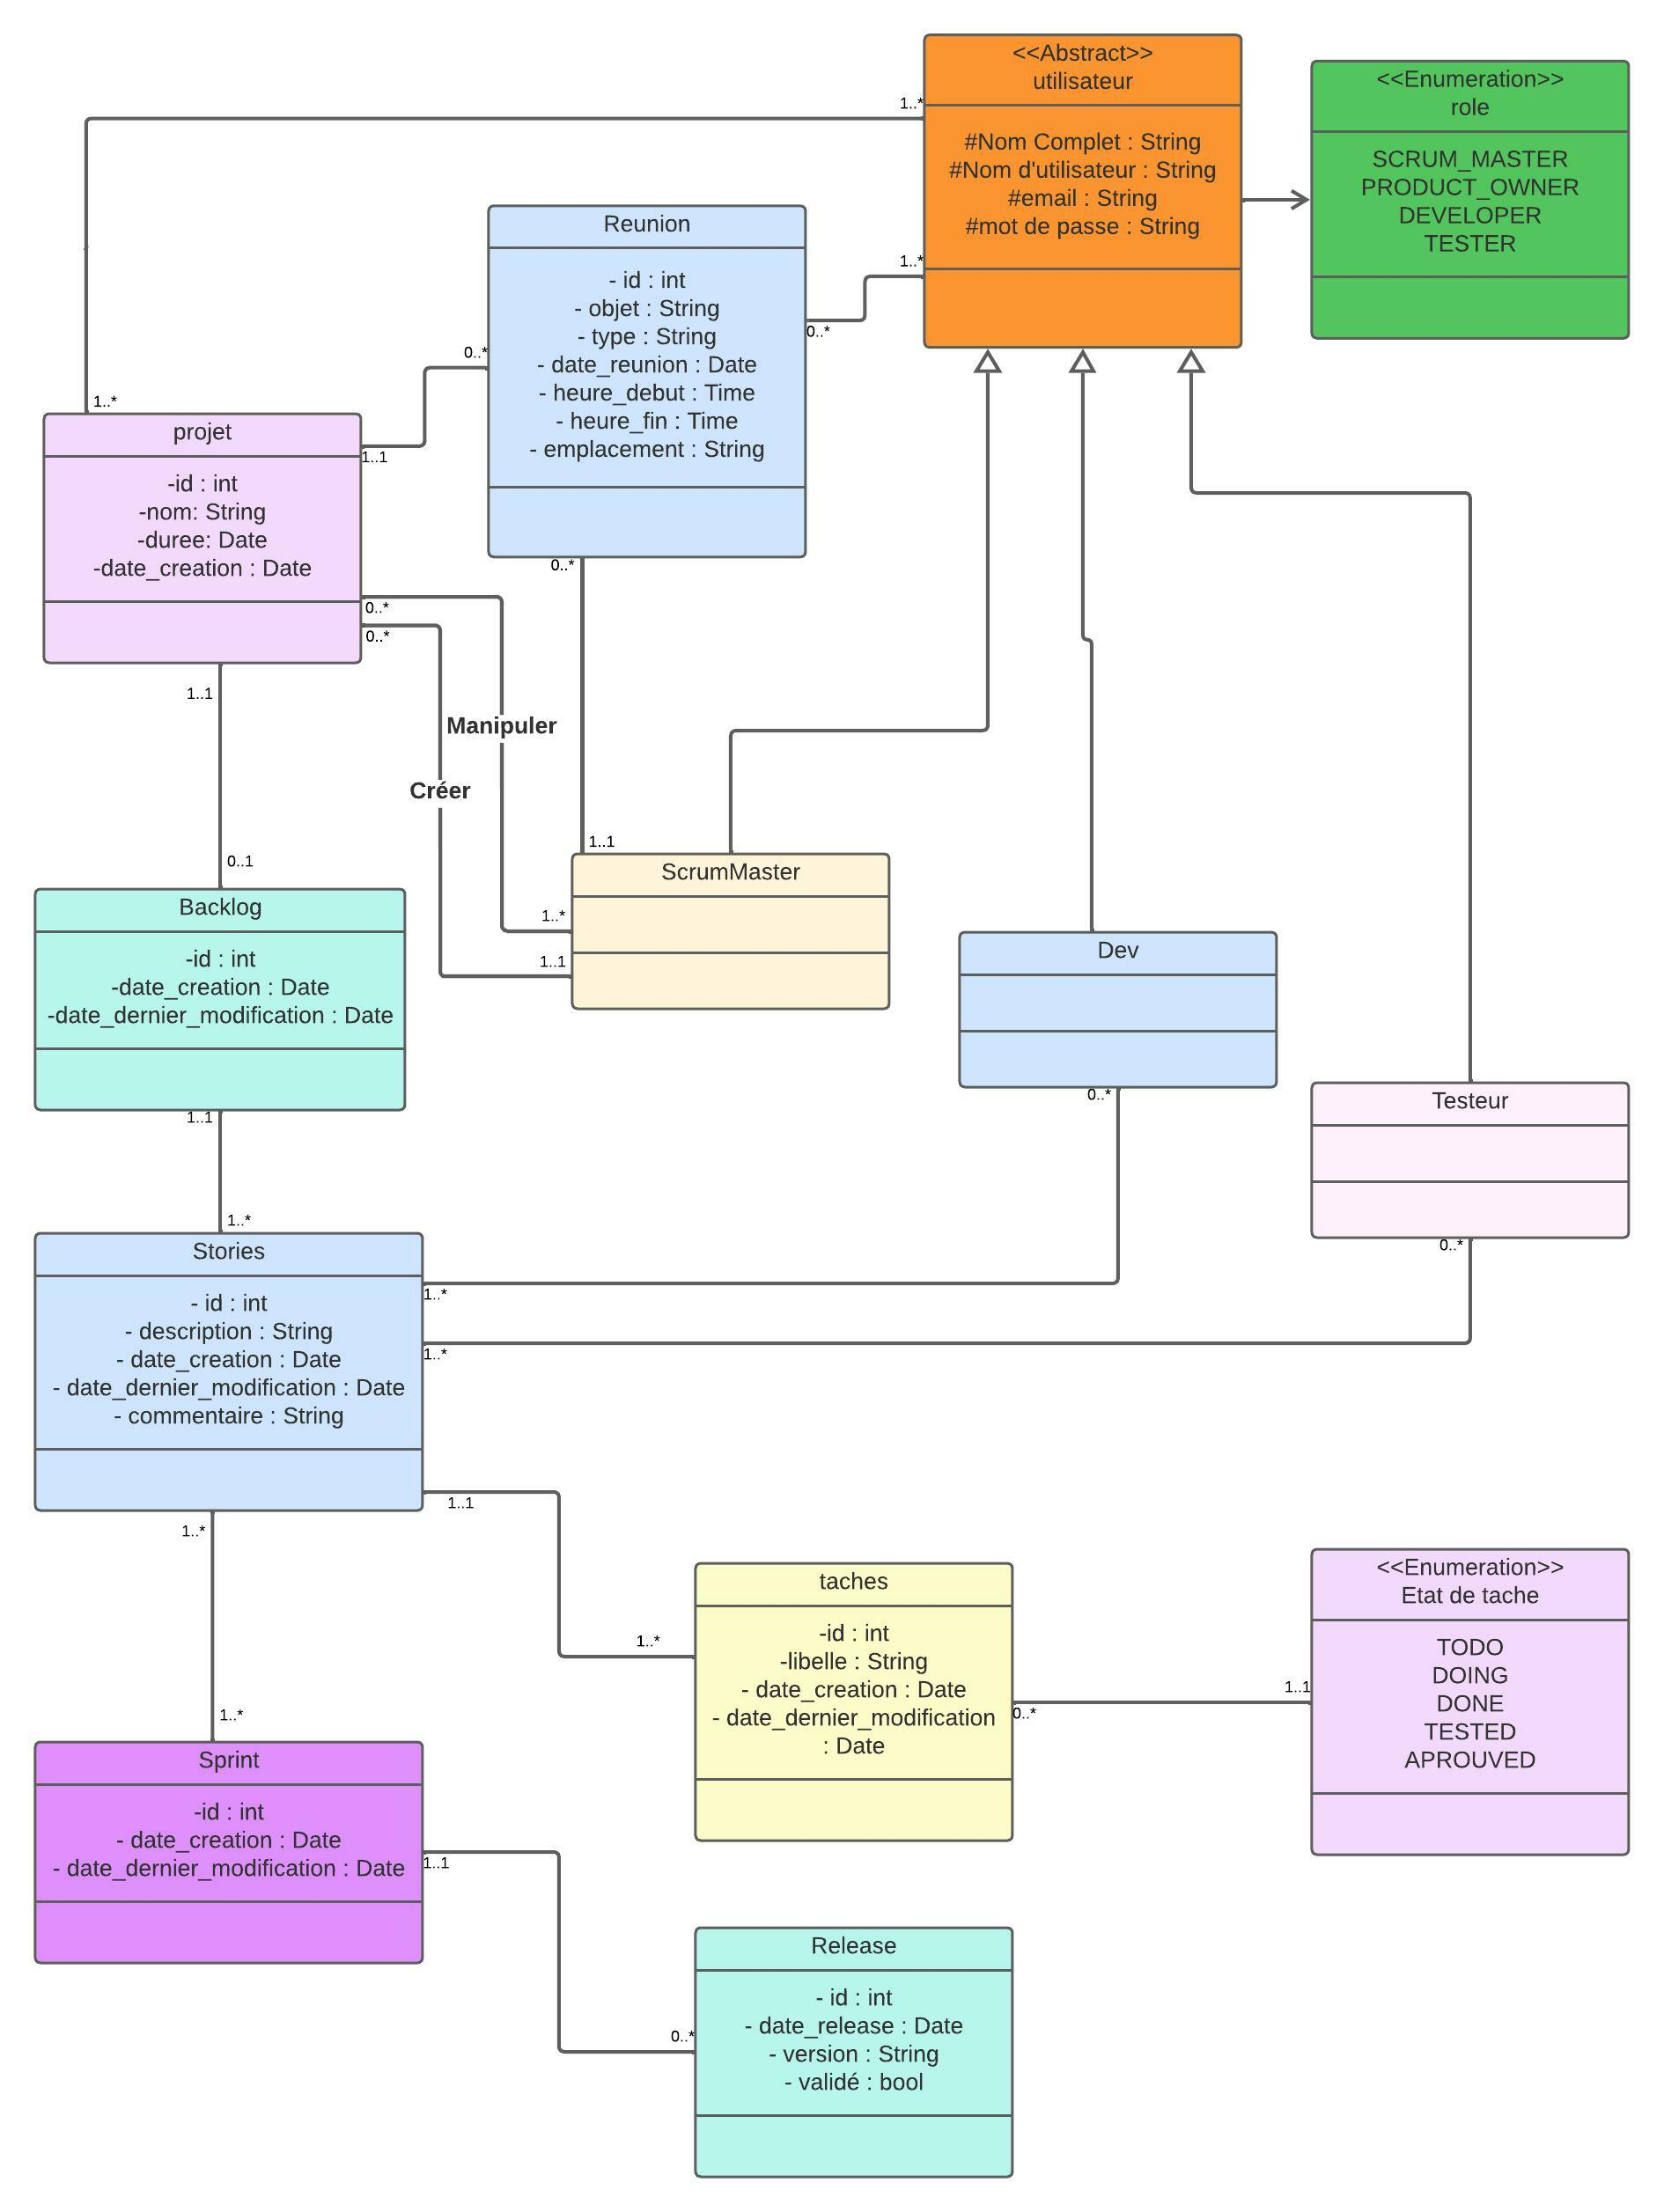 <<Abstract>>
utilisateur
#Nom Complet : String
#Nom d'utilisateur : String
#email : String
#mot de passe : String
<<Enumeration>>
role
SCRUM_MASTER
PRODUCT_OWNER
DEVELOPER
TESTER
1..*
1..*
1..*
0..*
Reunion
- id : int
- objet : String
- type : String
- date_reunion : Date
- heure_debut : Time
- heure_fin : Time
- emplacement : String
0..*
1..1
0..*
1..1
projet
-id : int
-nom: String
-duree: Date
-date_creation : Date
0..*
0..*
Manipuler
Créer
1..*
1..1
1..1
0..1
ScrumMaster
Backlog
-id : int
-date_creation : Date
-date_dernier_modification : Date
1..1
1..*
Dev
0..*
Testeur
0..*
Stories
- id : int
- description : String
- date_creation : Date
- date_dernier_modification : Date
- commentaire : String
1..*
1..*
1..1
1..*
1..*
1..*
taches
-id : int
-libelle : String
- date_creation : Date
- date_dernier_modification
: Date
0..*
1..1
<<Enumeration>>
Etat de tache
TODO
DOING
DONE
TESTED
APROUVED
Sprint
-id : int
- date_creation : Date
- date_dernier_modification : Date
1..1
0..*
Release
- id : int
- date_release : Date
- version : String
- validé : bool